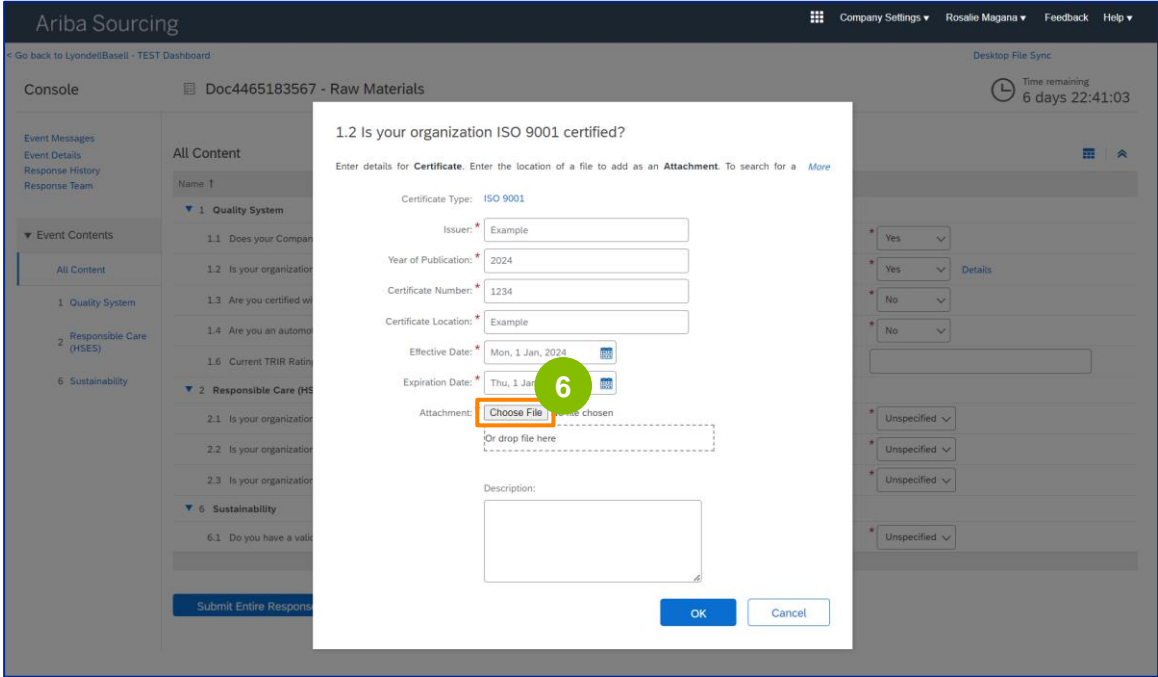 Ariba Sourcing
Company Settings ▾ Rosalie Magana ▾ Feedback Help ▾
< Go back to LyondellBasell - TEST Dashboard
Desktop File Sync
Console
Doc4465183567 - Raw Materials
Time remaining
6 days 22:41:03
Event Messages
Event Details
Response History
Response Team
▼ Event Contents
All Content
1 Quality System
2 Responsible Care (HSES)
6 Sustainability
All Content
Name ↑
▼ 1 Quality System
1.1 Does your Compan
* Yes
1.2 Is your organization
* Yes Details
1.3 Are you certified wi
* No
1.4 Are you an automo
* No
1.6 Current TRIR Rating
▼ 2 Responsible Care (HS
2.1 Is your organization
* Unspecified
2.2 Is your organization
* Unspecified
2.3 Is your organization
* Unspecified
▼ 6 Sustainability
6.1 Do you have a valid
* Unspecified
Submit Entire Respons
1.2 Is your organization ISO 9001 certified?
Enter details for Certificate. Enter the location of a file to add as an Attachment. To search for a More
Certificate Type: ISO 9001
Issuer: * Example
Year of Publication: * 2024
Certificate Number: * 1234
Certificate Location: * Example
Effective Date: * Mon, 1 Jan, 2024
Expiration Date: * Thu, 1 Jan
6
Attachment: Choose File file chosen
Or drop file here
Description:
OK Cancel